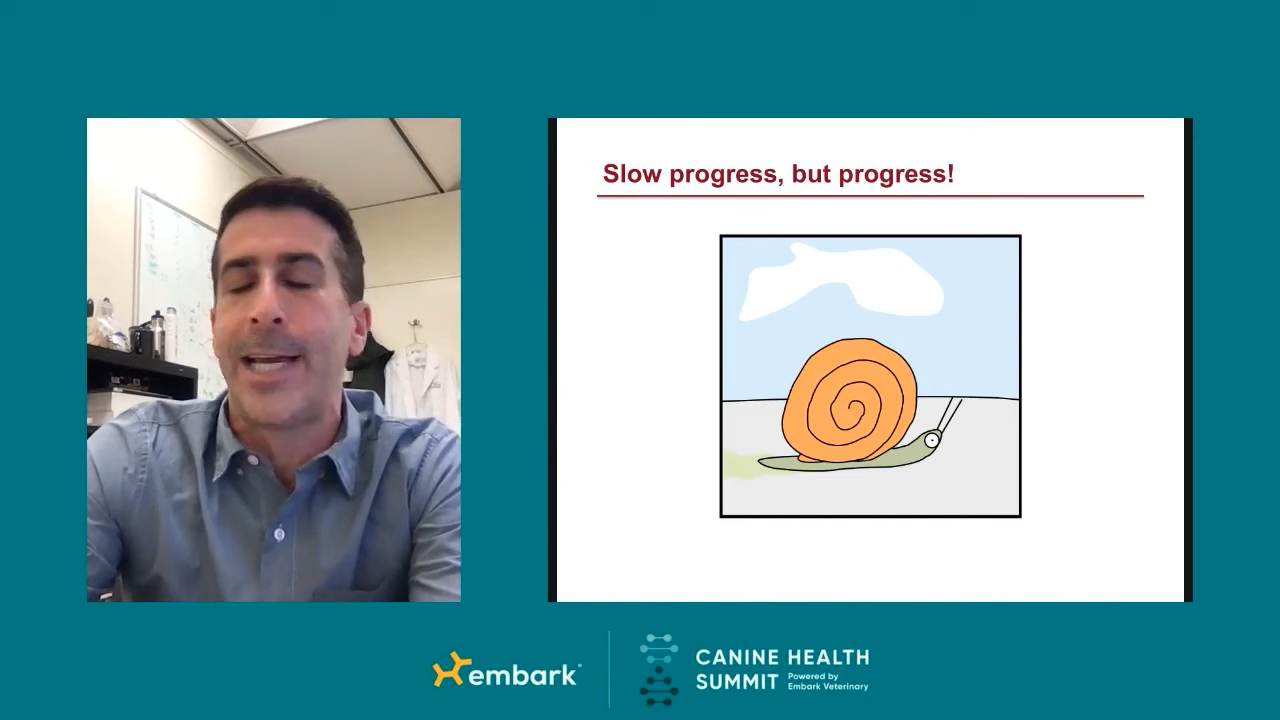 Slow progress, but progress!
embark
CANINE HEALTH
SUMMIT
Powered by
Embark Veterinary